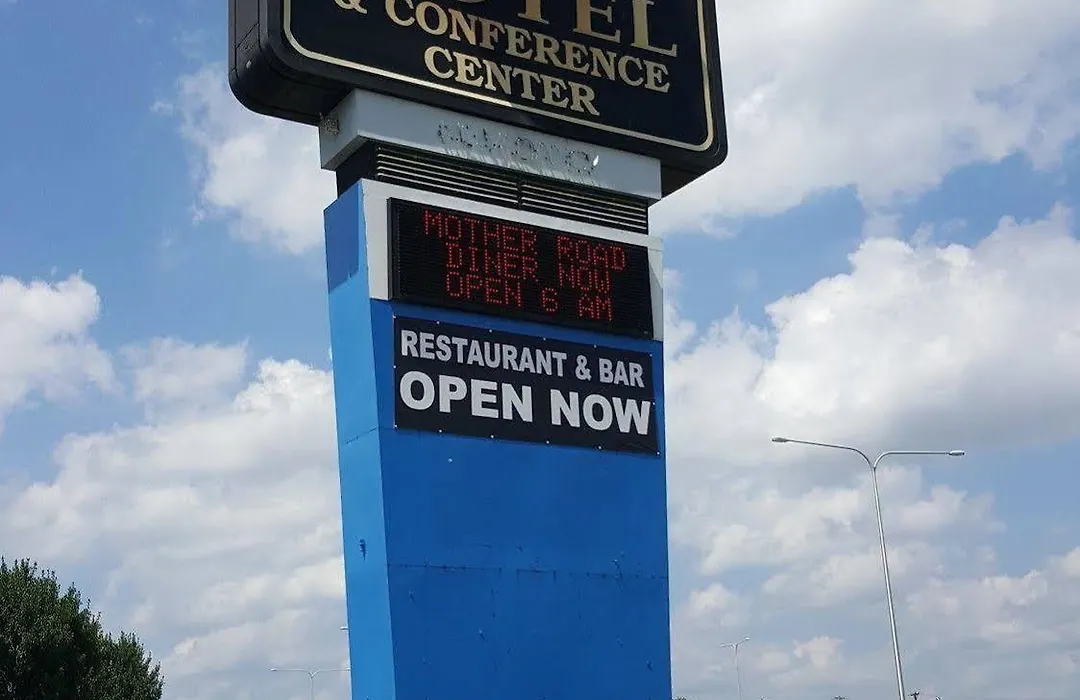 & CONFERENCE
CENTER
MOTHER ROAD
DINER NOW
OPEN 6 AM
RESTAURANT & BAR
OPEN NOW